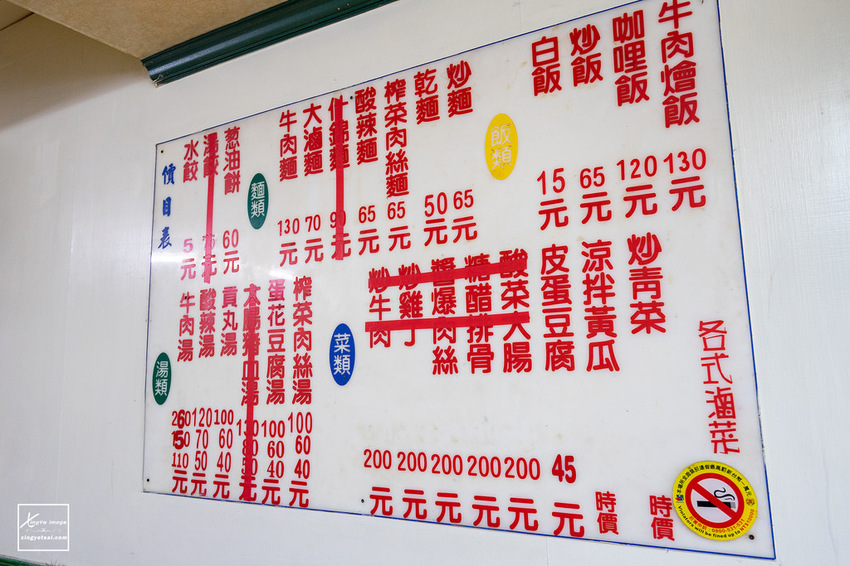 價目表
牛肉燴飯 130元
咖哩飯 120元
炒飯 65元
白飯 15元
飯類
炒麵 65元
乾麵 50元
榨菜肉絲麵 65元
酸辣麵 65元
什錦麵 90元
大滷麵 70元
牛肉麵 130元
麵類
蔥油餅 60元
湯餃 元
水餃 5元
各式滷菜
炒青菜 時價
涼拌黃瓜 時價
皮蛋豆腐 45元
酸菜大腸 200元
糖醋排骨 200元
醬爆肉絲 200元
炒雞丁 200元
炒牛肉 200元
菜類
榨菜肉絲湯 100 60 40元
蛋花豆腐湯 100 60 40元
大腸豬血湯 元
貢丸湯 100 60 40元
酸辣湯 120 70 50元
牛肉湯 110元
湯類
xingyetsai.com